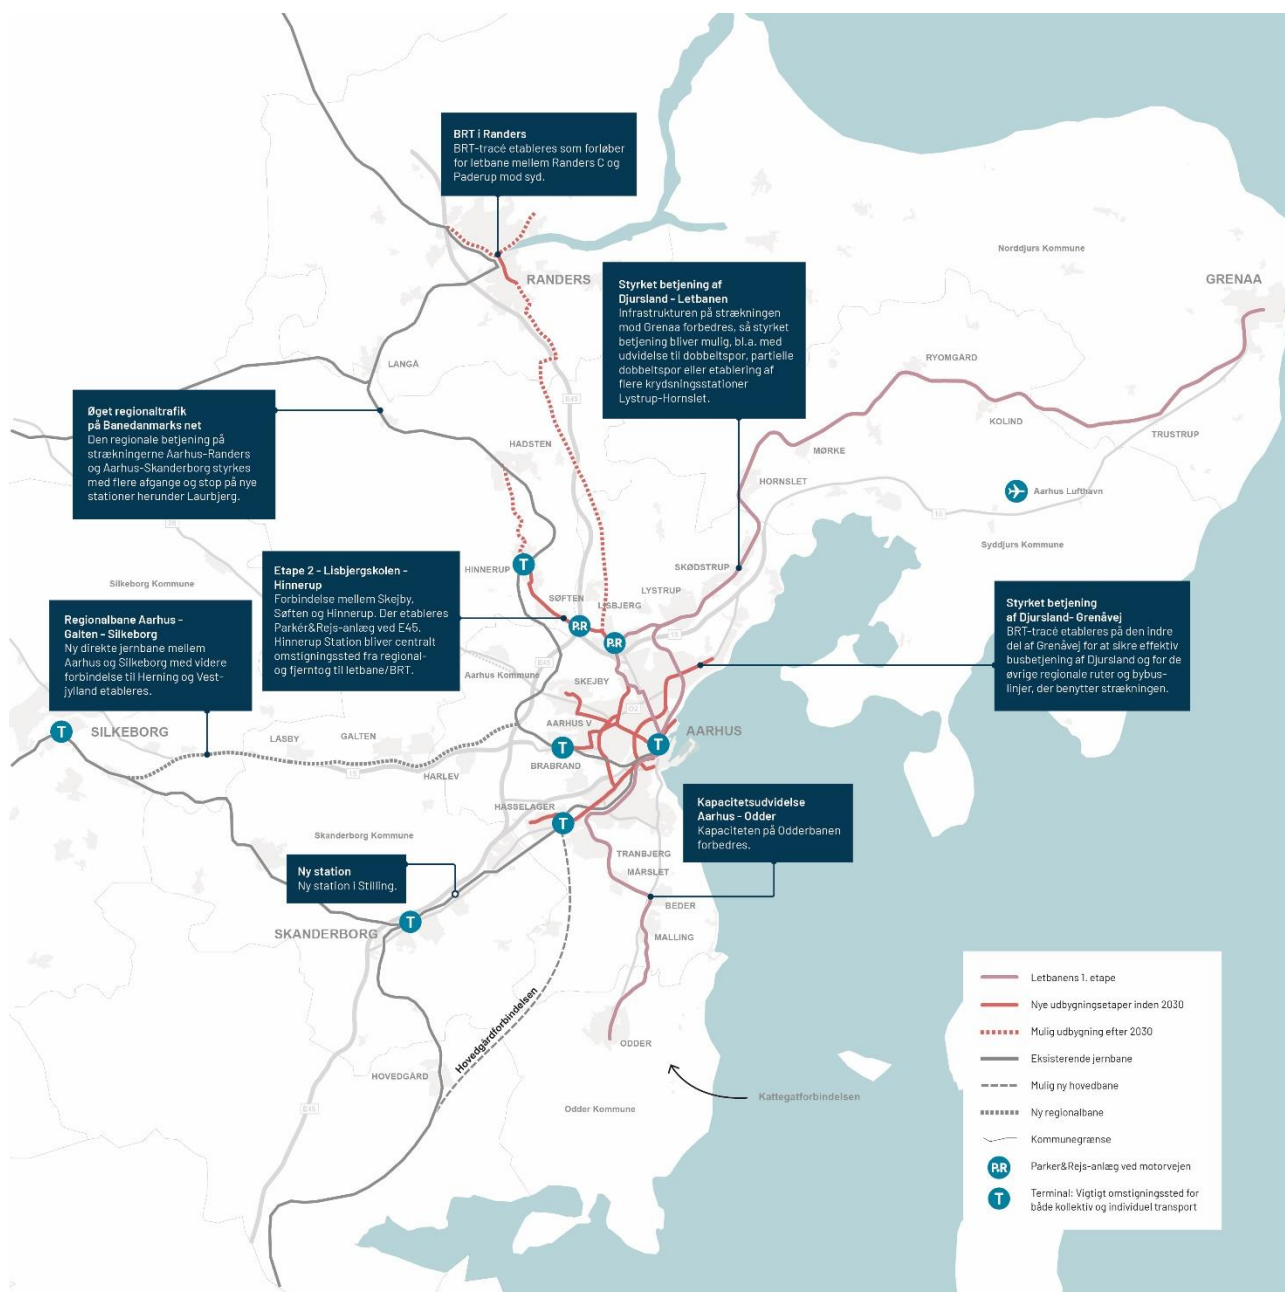 BRT i Randers
BRT-tracé etableres som forløber
for letbane mellem Randers C og
Paderup mod syd.
Norddjurs Kommune
RANDERS
GRENAA
Styrket betjening af
Djursland - Letbanen
Infrastrukturen på strækningen
mod Grenaa forbedres, så styrket
betjening bliver mulig, bl.a. med
udvidelse til dobbeltspor, partielle
dobbeltspor eller etablering af
flere krydsningsstationer
Lystrup-Hornslet.
LANGÅ
RYOMGÅRD
E45
KOLIND
TRUSTRUP
Øget regionaltrafik
på Banedanmarks net
Den regionale betjening på
strækningerne Aarhus-Randers
og Aarhus-Skanderborg styrkes
med flere afgange og stop på nye
stationer herunder Laurbjerg.
HADSTEN
MØRKE
HORNSLET
Aarhus Lufthavn
15
26
Syddjurs Kommune
Silkeborg Kommune
HINNERUP
T
SKØDSTRUP
LYSTRUP
SØFTEN
LISBJERG
P&R
P&R
15
Etape 2 - Lisbjergskolen -
Hinnerup
Forbindelse mellem Skejby,
Søften og Hinnerup. Der etableres
Parkér&Rejs-anlæg ved E45.
Hinnerup Station bliver centralt
omstigningssted fra regional-
og fjerntog til letbane/BRT.
Styrket betjening
af Djursland- Grenåvej
BRT-tracé etableres på den indre
del af Grenåvej for at sikre effektiv
busbetjening af Djursland og for de
øvrige regionale ruter og bybus-
linjer, der benytter strækningen.
Regionalbane Aarhus -
Galten - Silkeborg
Ny direkte jernbane mellem
Aarhus og Silkeborg med videre
forbindelse til Herning og Vest-
jylland etableres.
E45
Aarhus Kommune
SKEJBY
O2
AARHUS V
AARHUS
T
T
SILKEBORG
LÅSBY
GALTEN
T
BRABRAND
15
HARLEV
HASSELAGER
T
Skanderborg Kommune
Kapacitetsudvidelse
Aarhus - Odder
Kapaciteten på Odderbanen
forbedres.
TRANBJERG
MÅRSLET
Ny station
Ny station i Stilling.
BEDER
MALLING
SKANDERBORG
T
Hovedgårdforbindelsen
ODDER
HOVEDGÅRD
E45
Odder Kommune
Kattegatforbindelsen
Letbanens 1. etape
Nye udbygningsetaper inden 2030
Mulig udbygning efter 2030
Eksisterende jernbane
Mulig ny hovedbane
Ny regionalbane
Kommunegrænse
P&R
Parker&Rejs-anlæg ved motorvejen
T
Terminal: Vigtigt omstigningssted for
både kollektiv og individuel transport